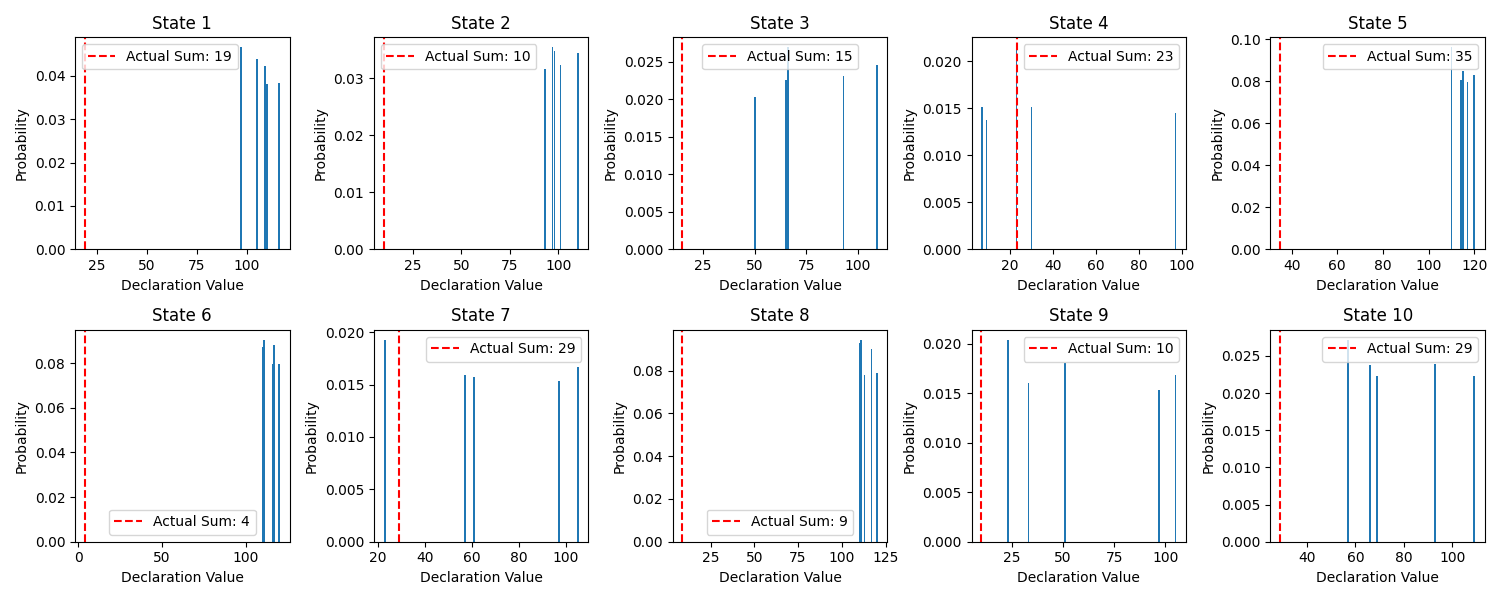 State 1
State 2
State 3
State 4
State 5
Actual Sum: 19
Actual Sum: 10
Actual Sum: 15
Actual Sum: 23
Actual Sum: 35
Probability
0.04
0.03
0.02
0.01
0.00
25
50
75
100
Declaration Value
Probability
0.03
0.02
0.01
0.00
25
50
75
100
Declaration Value
Probability
0.025
0.020
0.015
0.010
0.005
0.000
25
50
75
100
Declaration Value
Probability
0.020
0.015
0.010
0.005
0.000
20
40
60
80
100
Declaration Value
Probability
0.10
0.08
0.06
0.04
0.02
0.00
40
60
80
100
120
Declaration Value
State 6
State 7
State 8
State 9
State 10
Actual Sum: 4
Actual Sum: 29
Actual Sum: 9
Actual Sum: 10
Actual Sum: 29
Probability
0.08
0.06
0.04
0.02
0.00
0
50
100
Declaration Value
Probability
0.020
0.015
0.010
0.005
0.000
20
40
60
80
100
Declaration Value
Probability
0.08
0.06
0.04
0.02
0.00
25
50
75
100
125
Declaration Value
Probability
0.020
0.015
0.010
0.005
0.000
25
50
75
100
Declaration Value
Probability
0.025
0.020
0.015
0.010
0.005
0.000
40
60
80
100
Declaration Value